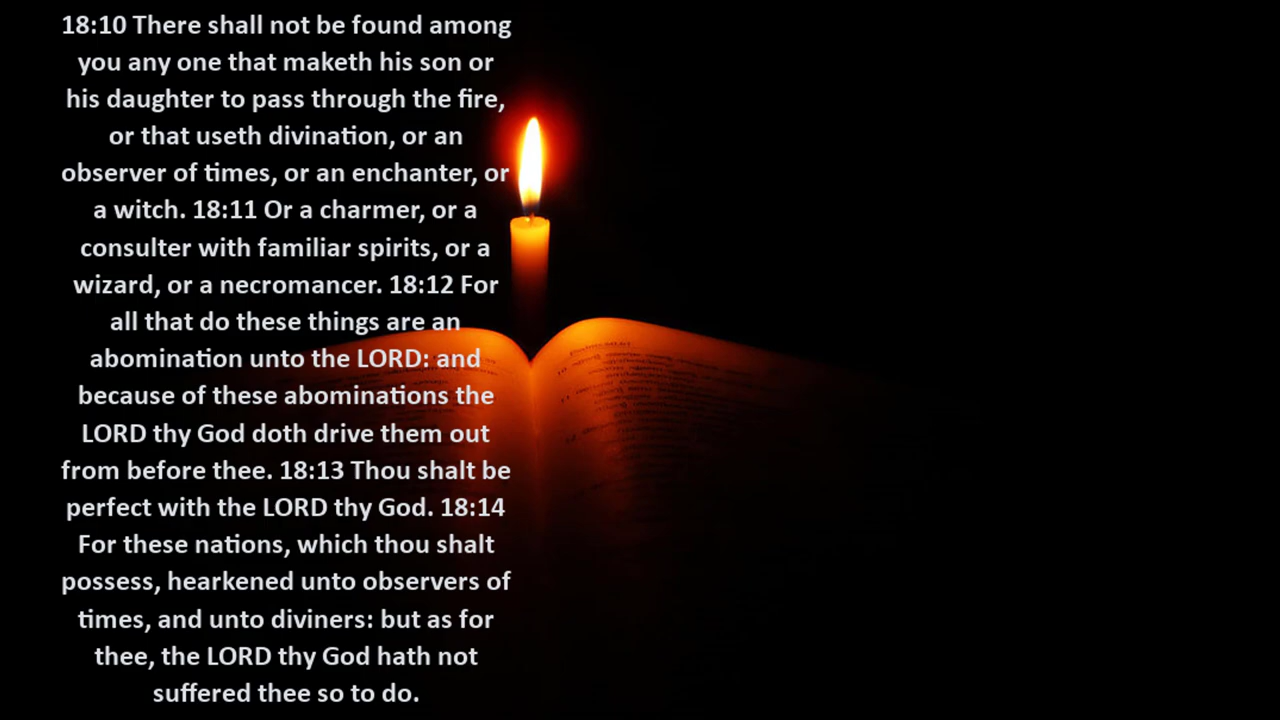 18:10 There shall not be found among
you any one that maketh his son or
his daughter to pass through the fire,
or that useth divination, or an
observer of times, or an enchanter, or
a witch. 18:11 Or a charmer, or a
consulter with familiar spirits, or a
wizard, or a necromancer. 18:12 For
all that do these things are an
abomination unto the LORD: and
because of these abominations the
LORD thy God doth drive them out
from before thee. 18:13 Thou shalt be
perfect with the LORD thy God. 18:14
For these nations, which thou shalt
possess, hearkened unto observers of
times, and unto diviners: but as for
thee, the LORD thy God hath not
suffered thee so to do.